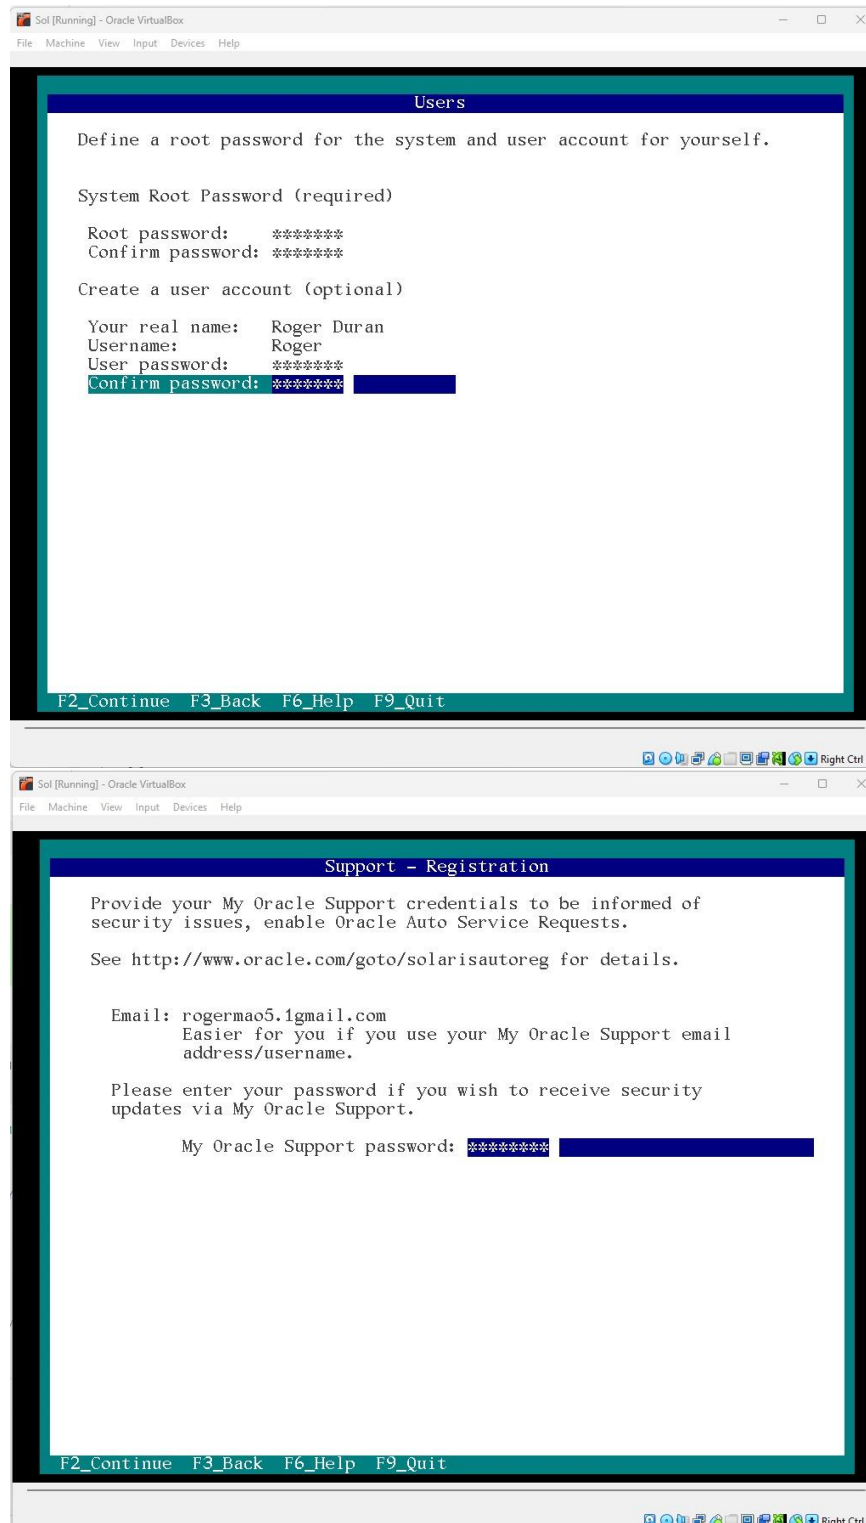 Sol [Running] - Oracle VirtualBox
File Machine View Input Devices Help
Users
Define a root password for the system and user account for yourself.
System Root Password (required)
Root password: *******
Confirm password: *******
Create a user account (optional)
Your real name: Roger Duran
Username: Roger
User password: *******
Confirm password: *******
F2_Continue F3_Back F6_Help F9_Quit
Right Ctrl
Sol [Running] - Oracle VirtualBox
File Machine View Input Devices Help
Support - Registration
Provide your My Oracle Support credentials to be informed of
security issues, enable Oracle Auto Service Requests.
See http://www.oracle.com/goto/solarisautoreg for details.
Email: rogermao5.1gmail.com
Easier for you if you use your My Oracle Support email
address/username.
Please enter your password if you wish to receive security
updates via My Oracle Support.
My Oracle Support password: ********
F2_Continue F3_Back F6_Help F9_Quit
Right Ctrl